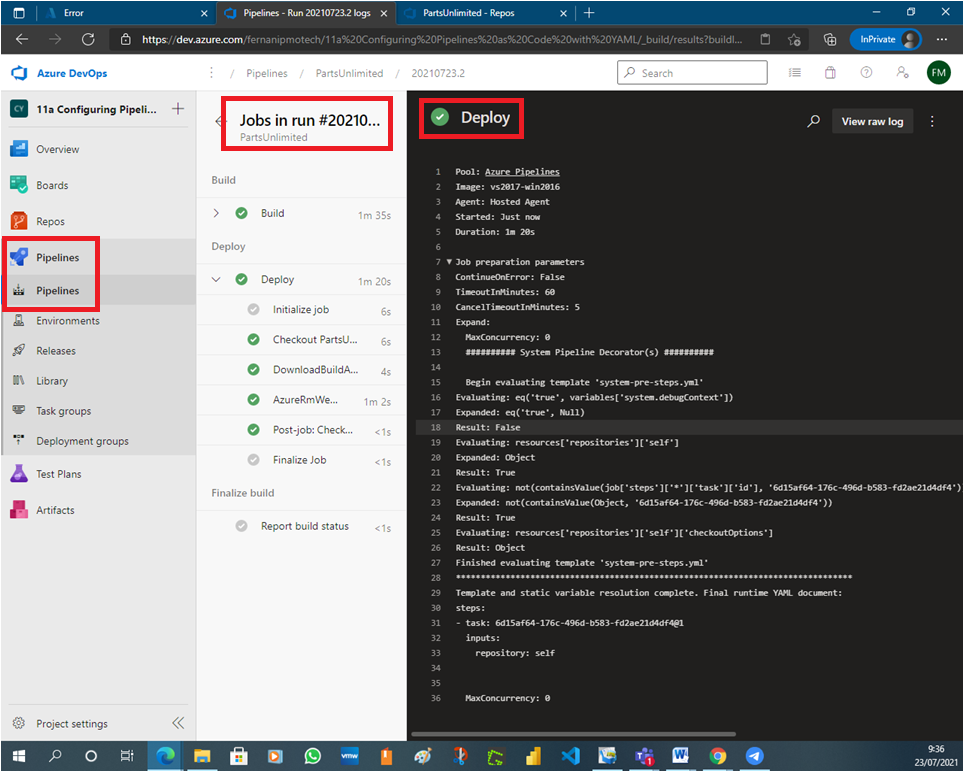 Error
Pipelines - Run 20210723.2 logs
PartsUnlimited - Repos
https://dev.azure.com/fernanipmotech/11a%20Configuring%20Pipelines%20as%20Code%20with%20YAML/_build/results?buildI...
InPrivate
Azure DevOps
/ Pipelines / PartsUnlimited / 20210723.2
Search
FM
CY
11a Configuring Pipeli...
Overview
Boards
Repos
Pipelines
Pipelines
Environments
Releases
Library
Task groups
Deployment groups
Test Plans
Artifacts
Project settings
Jobs in run #20210...
PartsUnlimited
Build
Build 1m 35s
Deploy
Deploy 1m 20s
Initialize job 6s
Checkout PartsU... 6s
DownloadBuildA... 4s
AzureRmWe... 1m 2s
Post-job: Check... <1s
Finalize Job <1s
Finalize build
Report build status <1s
Deploy
View raw log
1 Pool: Azure Pipelines
2 Image: vs2017-win2016
3 Agent: Hosted Agent
4 Started: Just now
5 Duration: 1m 20s
6
7 Job preparation parameters
8 ContinueOnError: False
9 TimeoutInMinutes: 60
10 CancelTimeoutInMinutes: 5
11 Expand:
12 MaxConcurrency: 0
13 ########## System Pipeline Decorator(s) ##########
14
15 Begin evaluating template 'system-pre-steps.yml'
16 Evaluating: eq('true', variables['system.debugContext'])
17 Expanded: eq('true', Null)
18 Result: False
19 Evaluating: resources['repositories']['self']
20 Expanded: Object
21 Result: True
22 Evaluating: not(containsValue(job['steps']['*']['task']['id'], '6d15af64-176c-496d-b583-fd2ae21d4df4')
23 Expanded: not(containsValue(Object, '6d15af64-176c-496d-b583-fd2ae21d4df4'))
24 Result: True
25 Evaluating: resources['repositories']['self']['checkoutOptions']
26 Result: Object
27 Finished evaluating template 'system-pre-steps.yml'
28 ********************************************************************************
29 Template and static variable resolution complete. Final runtime YAML document:
30 steps:
31 - task: 6d15af64-176c-496d-b583-fd2ae21d4df4@1
32 inputs:
33 repository: self
34
35
36 MaxConcurrency: 0
vmw
9:36
23/07/2021